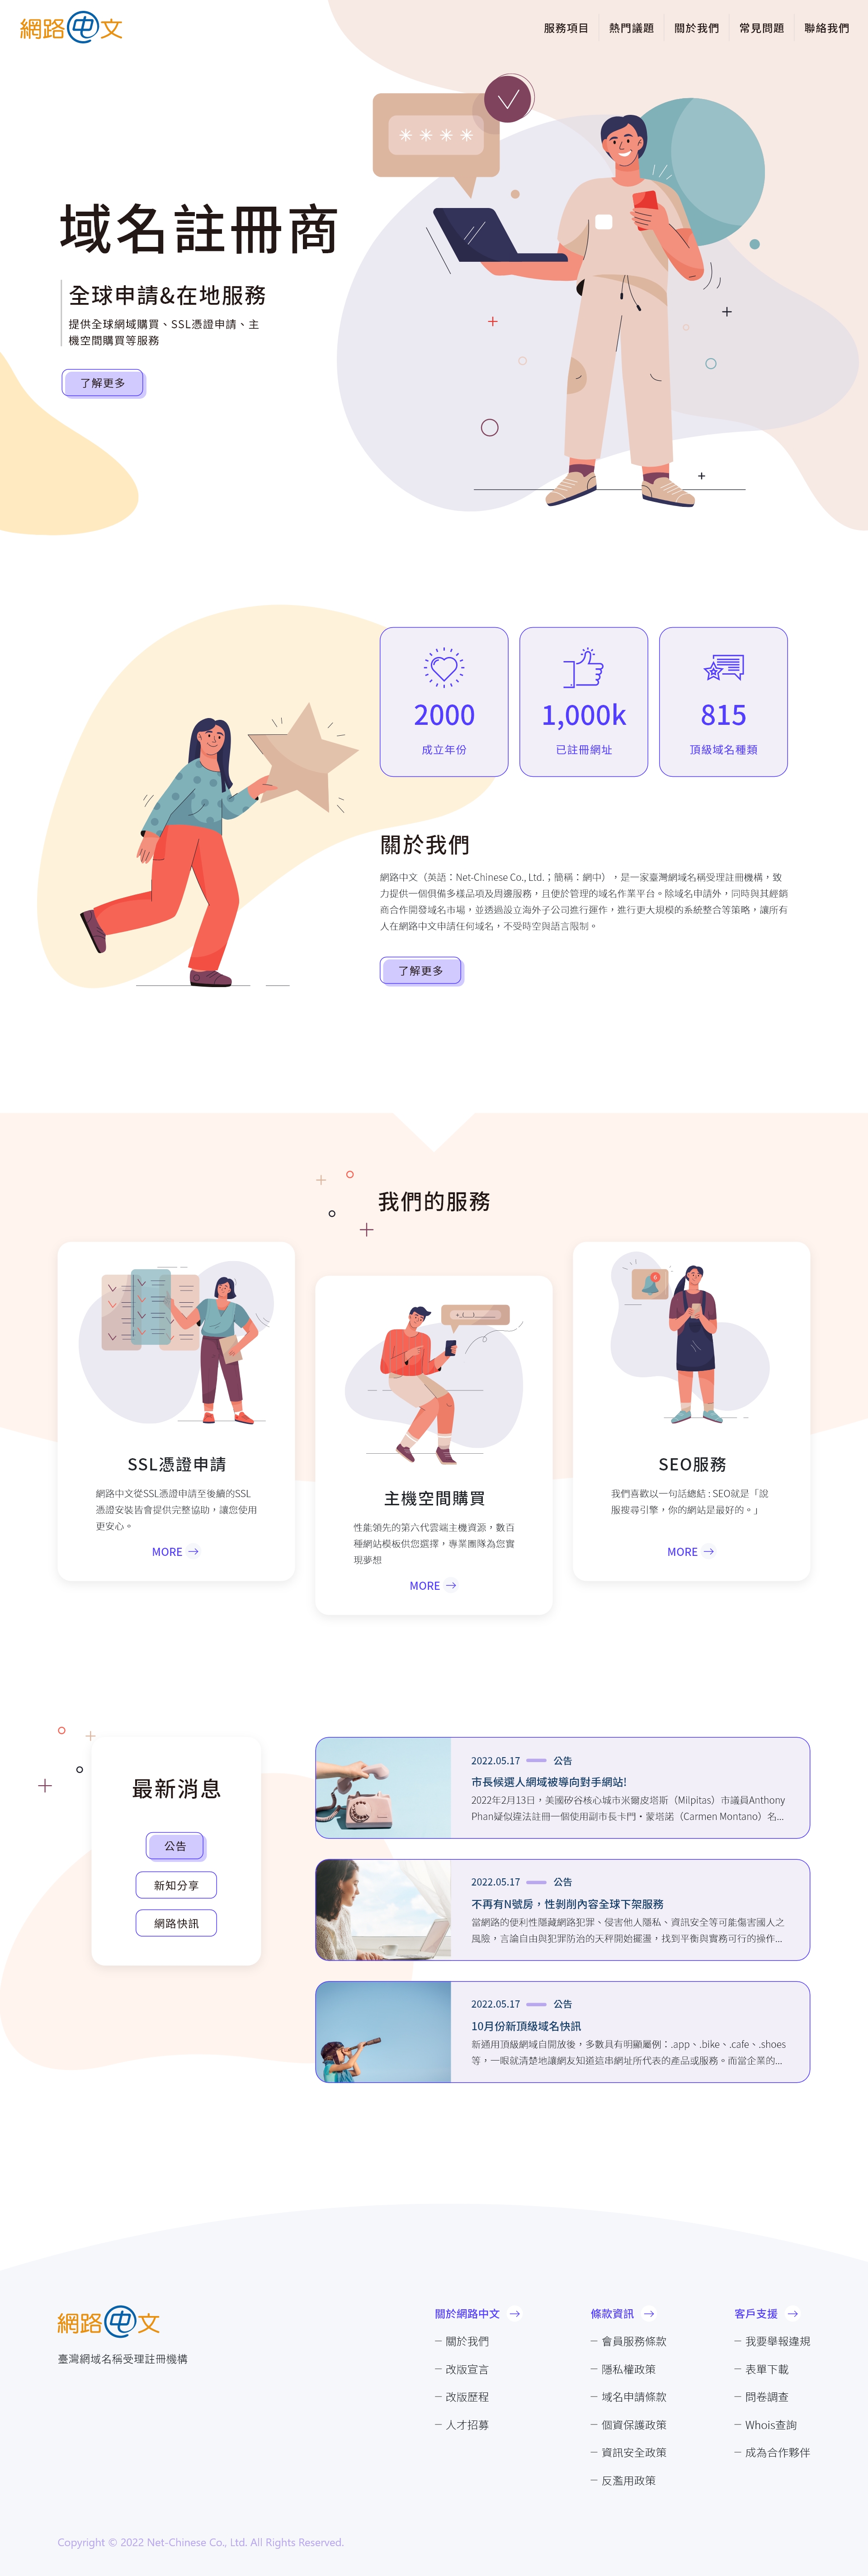 網路中文
服務項目
熱門議題
關於我們
常見問題
聯絡我們
域名註冊商
全球申請&在地服務
提供全球網域購買、SSL憑證申請、主
機空間購買等服務
了解更多
2000
成立年份
1,000k
已註冊網址
815
頂級域名種類
關於我們
網路中文（英語：Net-Chinese Co., Ltd.；簡稱：網中），是一家臺灣網域名稱受理註冊機構，致
力提供一個俱備多樣品項及周邊服務，且便於管理的域名作業平台。除域名申請外，同時與其經銷
商合作開發域名市場，並透過設立海外子公司進行運作，進行更大規模的系統整合等策略，讓所有
人在網路中文申請任何域名，不受時空與語言限制。
了解更多
我們的服務
SSL憑證申請
網路中文從SSL憑證申請至後續的SSL
憑證安裝皆會提供完整協助，讓您使用
更安心。
MORE
主機空間購買
性能領先的第六代雲端主機資源，數百
種網站模板供您選擇，專業團隊為您實
現夢想
MORE
SEO服務
我們喜歡以一句話總結 : SEO就是「說
服搜尋引擎，你的網站是最好的。」
MORE
最新消息
公告
新知分享
網路快訊
2022.05.17 公告
市長候選人網域被導向對手網站!
2022年2月13日，美國矽谷核心城市米爾皮塔斯（Milpitas）市議員Anthony
Phan疑似違法註冊一個使用副市長卡門・蒙塔諾（Carmen Montano）名...
2022.05.17 公告
不再有N號房，性剝削內容全球下架服務
當網路的便利性隱藏網路犯罪、侵害他人隱私、資訊安全等可能傷害國人之
風險，言論自由與犯罪防治的天秤開始擺盪，找到平衡與實務可行的操作...
2022.05.17 公告
10月份新頂級域名快訊
新通用頂級網域自開放後，多數具有明顯屬例：.app、.bike、.cafe、.shoes
等，一眼就清楚地讓網友知道這串網址所代表的產品或服務。而當企業的...
網路中文
臺灣網域名稱受理註冊機構
關於網路中文
關於我們
改版宣言
改版歷程
人才招募
條款資訊
會員服務條款
隱私權政策
域名申請條款
個資保護政策
資訊安全政策
反濫用政策
客戶支援
我要舉報違規
表單下載
問卷調查
Whois查詢
成為合作夥伴
Copyright © 2022 Net-Chinese Co., Ltd. All Rights Reserved.